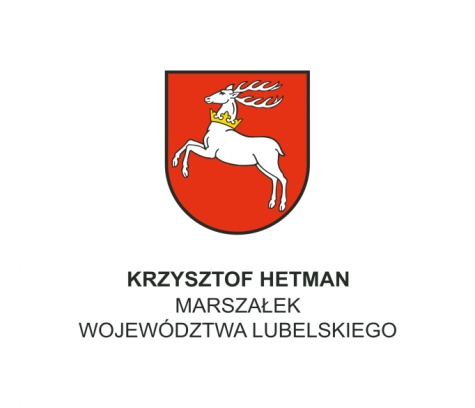 KRZYSZTOF HETMAN
MARSZAŁEK
WOJEWÓDZTWA LUBELSKIEGO